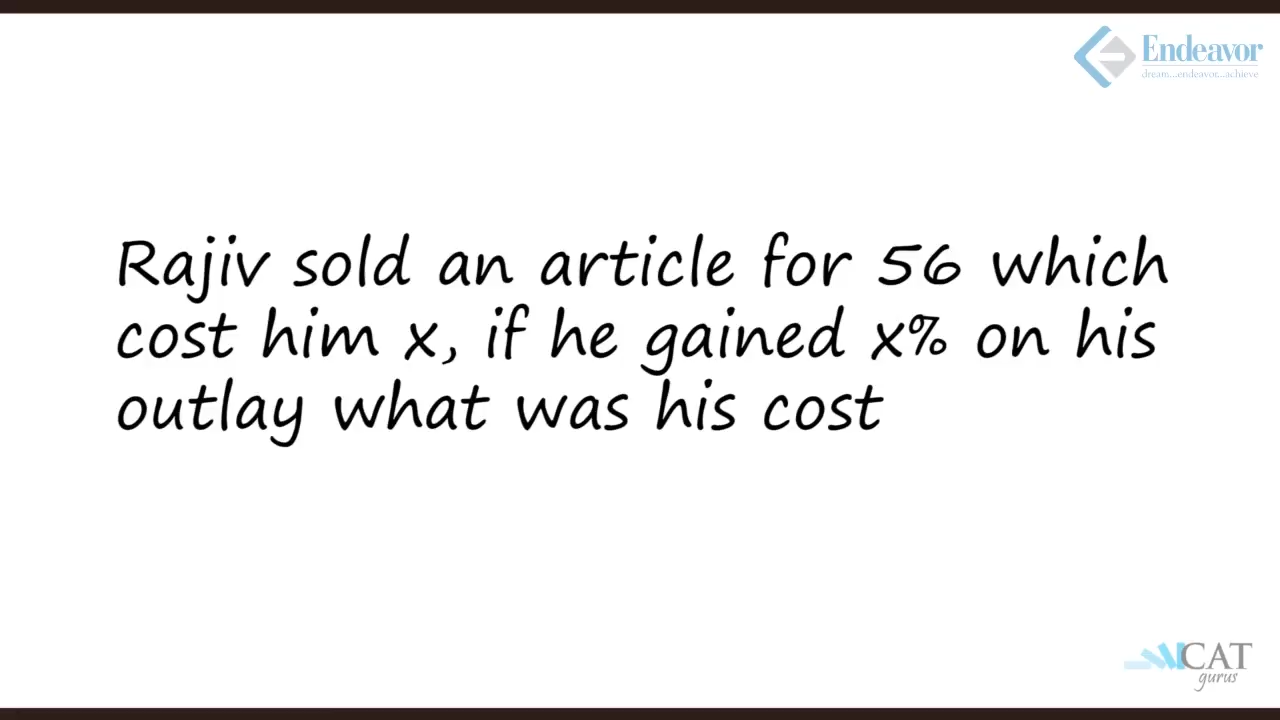 Endeavor
dream...endeavor...achieve
Rajiv sold an article for 56 which
cost him x, if he gained x% on his
outlay what was his cost
CAT
gurus